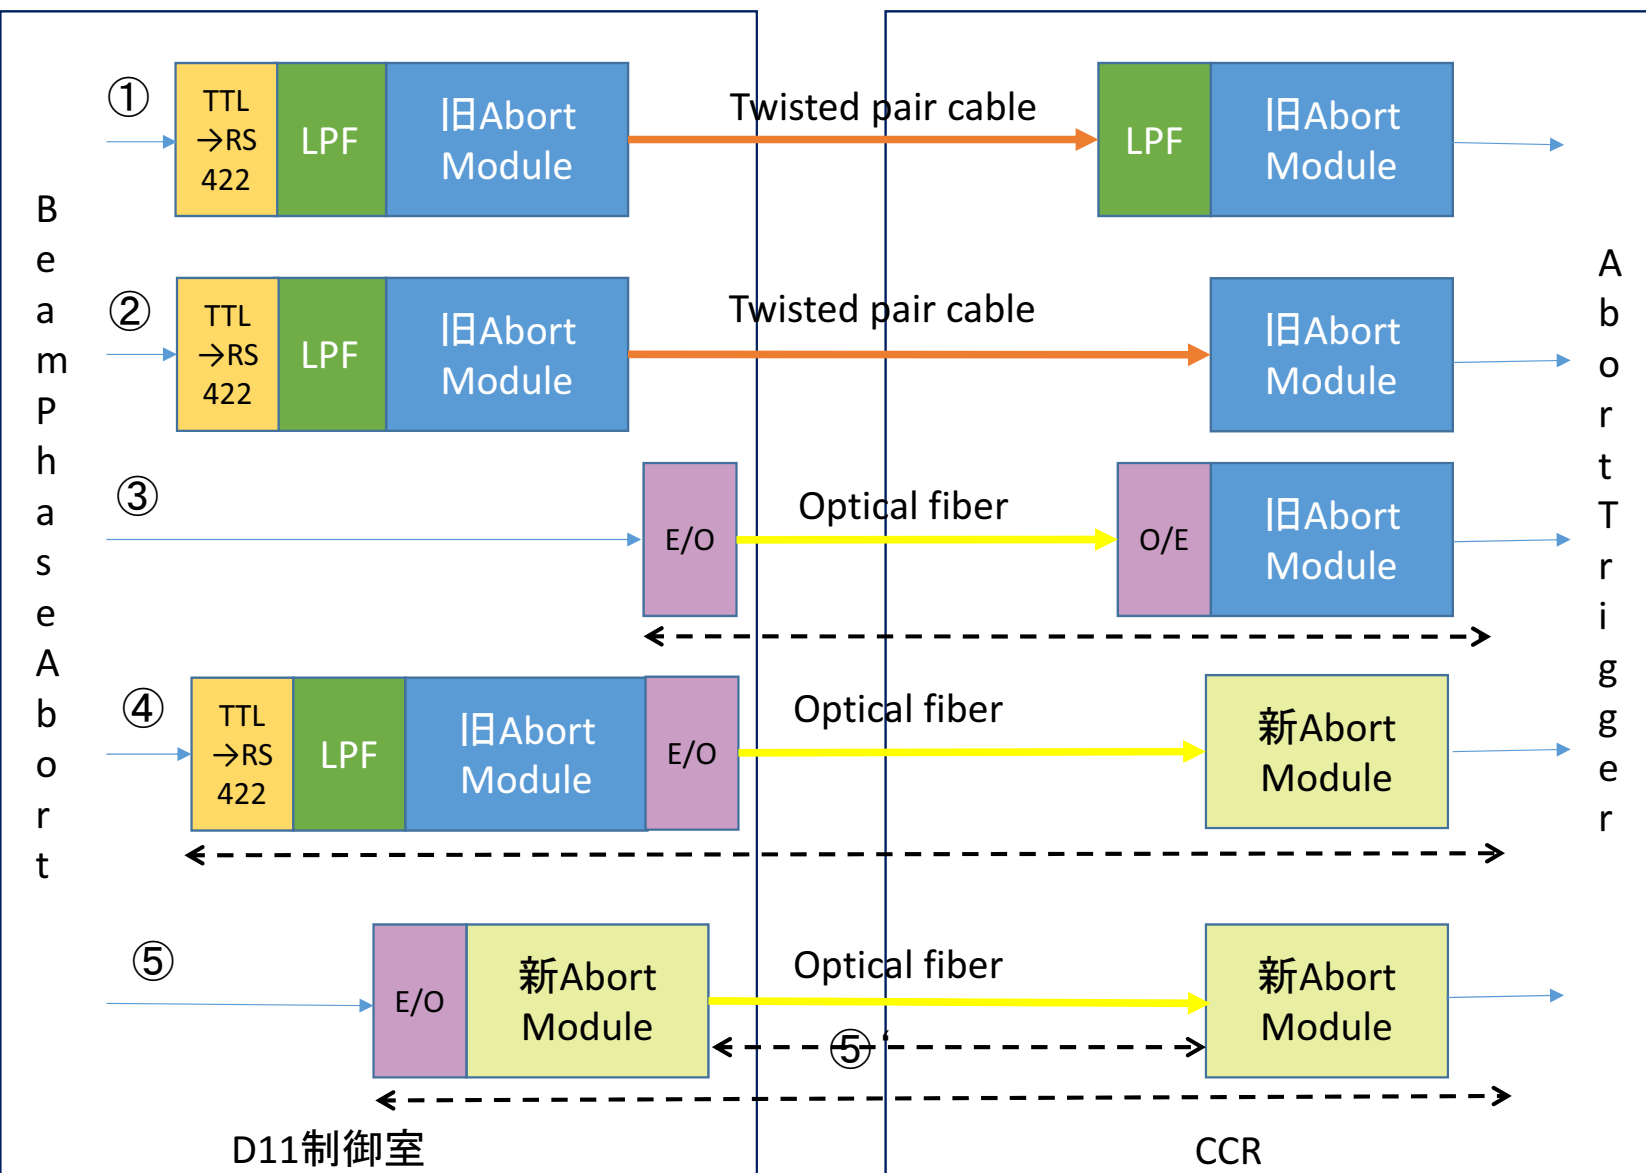 Beam Phase Abort
①
TTL
→RS
422
LPF
旧Abort
Module
Twisted pair cable
LPF
旧Abort
Module
②
TTL
→RS
422
LPF
旧Abort
Module
Twisted pair cable
旧Abort
Module
③
E/O
Optical fiber
O/E
旧Abort
Module
④
TTL
→RS
422
LPF
旧Abort
Module
E/O
Optical fiber
新Abort
Module
⑤
E/O
新Abort
Module
Optical fiber
新Abort
Module
⑤‘
Abort Trigger
D11制御室
CCR